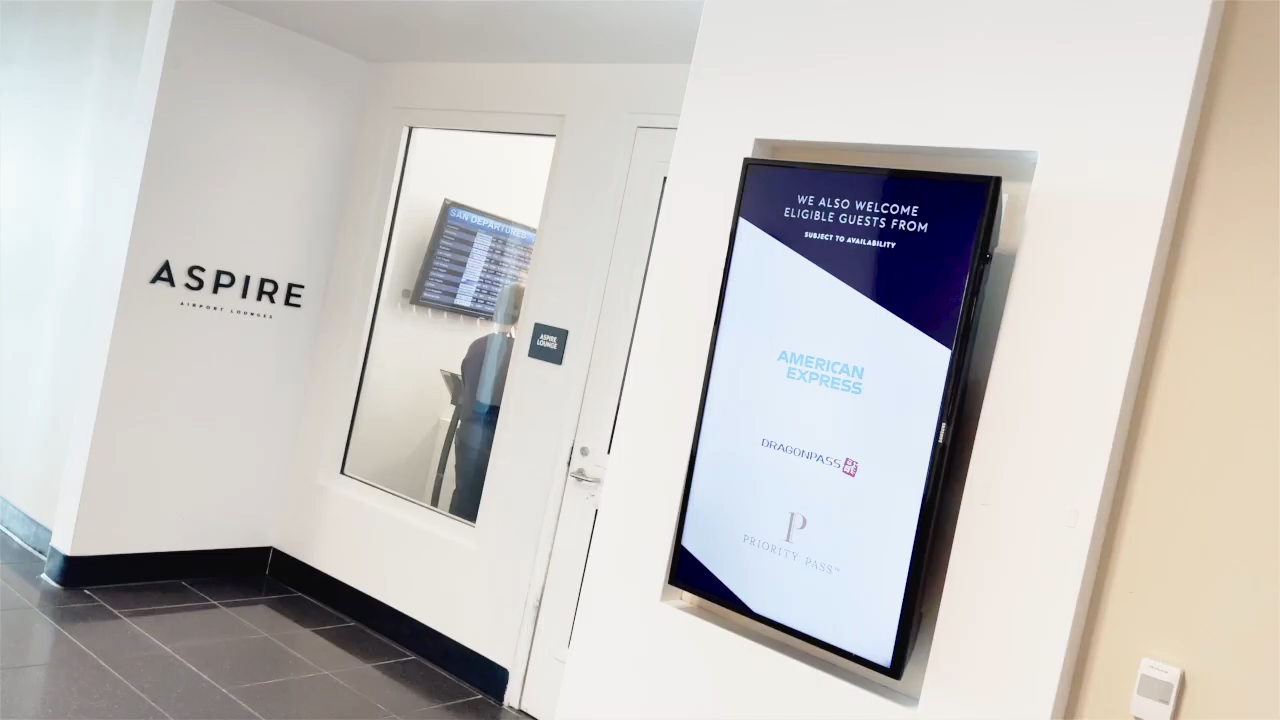 ASPIRE
AIRPORT LOUNGES
SAN DEPARTURES
ASPIRE
LOUNGE
WE ALSO WELCOME
ELIGIBLE GUESTS FROM
SUBJECT TO AVAILABILITY
AMERICAN
EXPRESS
DRAGONPASS
PRIORITY PASS™